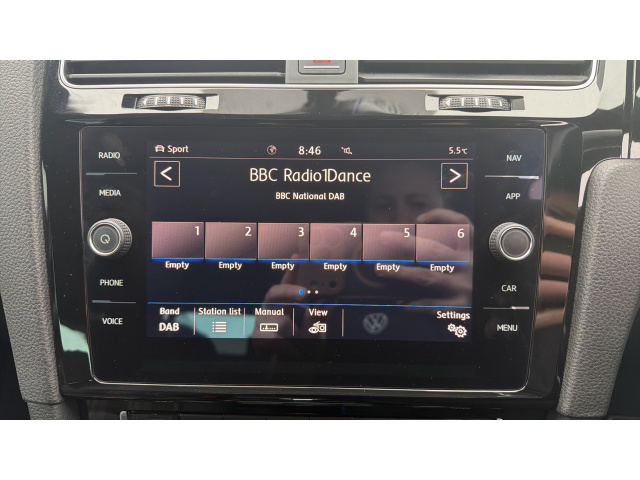 Sport 8:46 5.5°C
RADIO
MEDIA
PHONE
VOICE
BBC Radio1Dance
BBC National DAB
1 2 3 4 5 6
Empty Empty Empty Empty Empty Empty
Band Station list Manual View Settings
DAB
NAV
APP
CAR
MENU